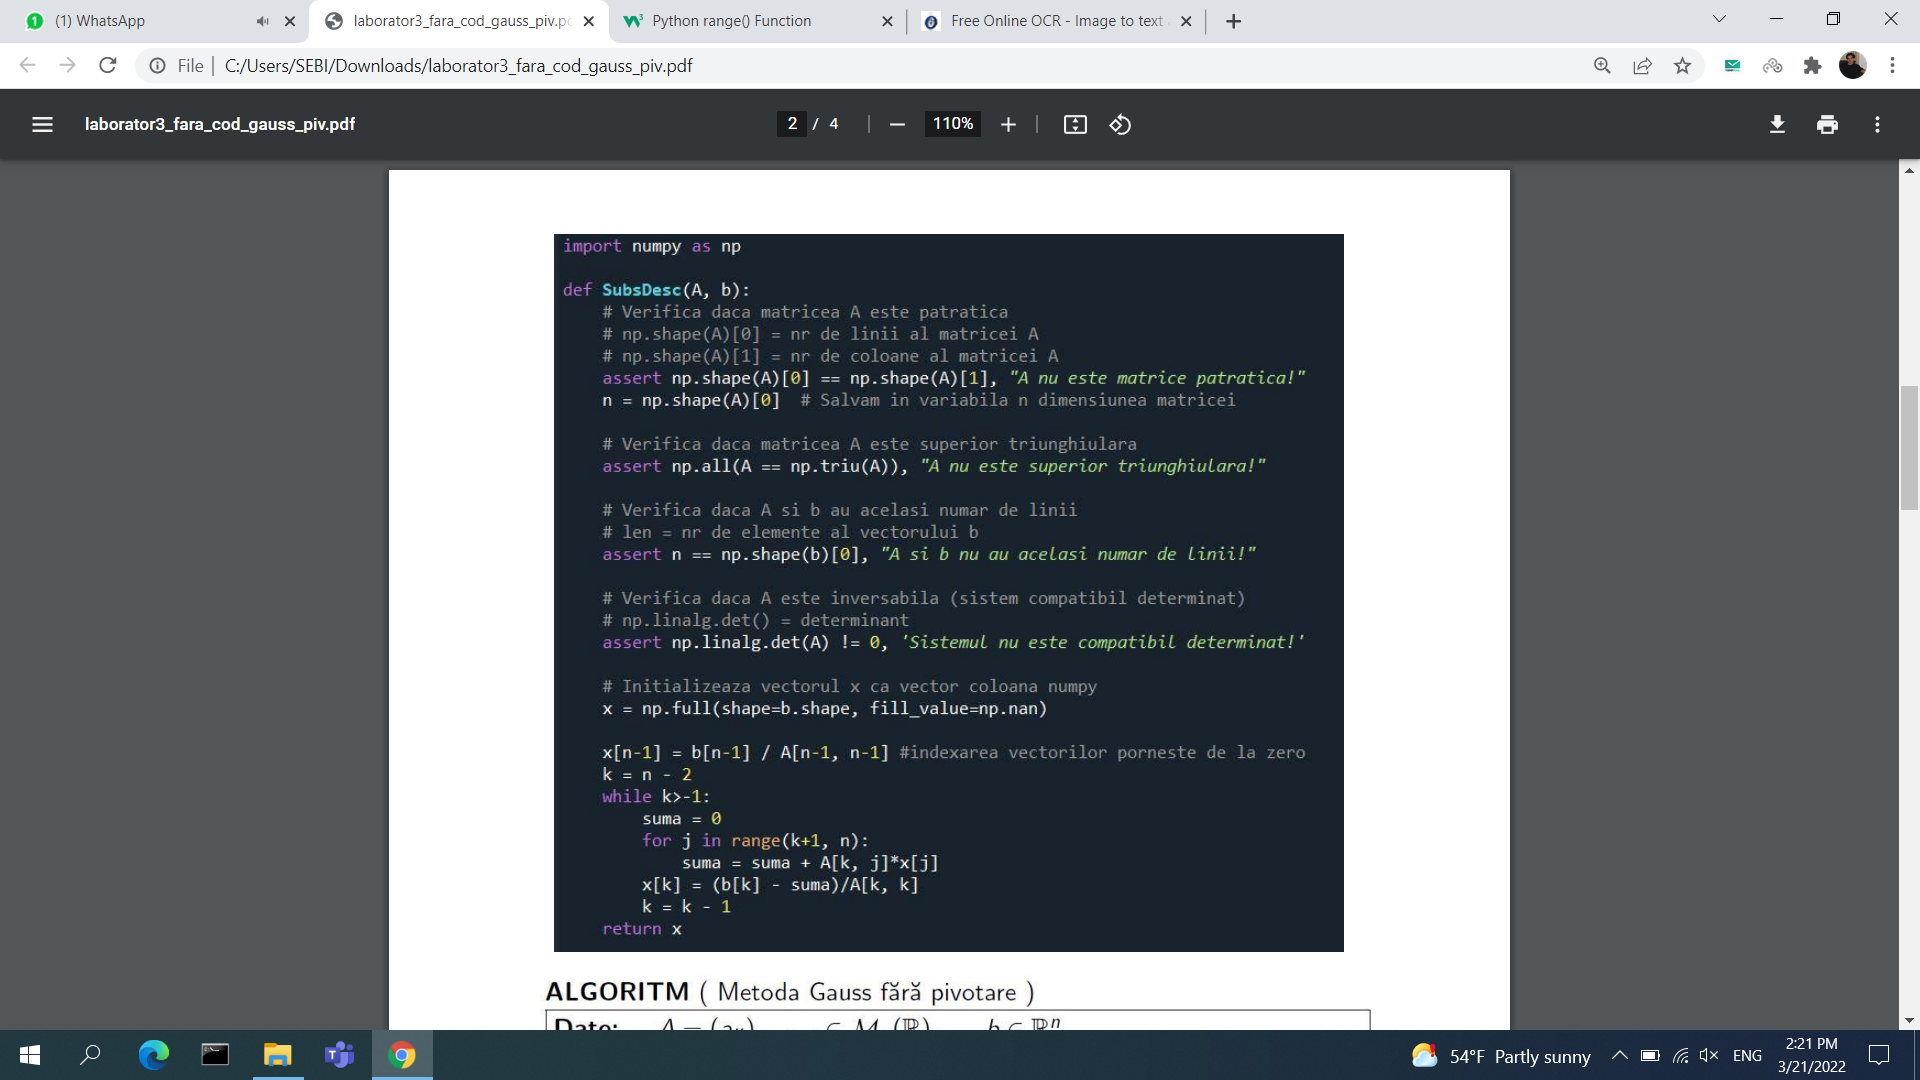 (1) WhatsApp
laborator3_fara_cod_gauss_piv.p
Python range() Function
Free Online OCR - Image to text
File
C:/Users/SEBI/Downloads/laborator3_fara_cod_gauss_piv.pdf
laborator3_fara_cod_gauss_piv.pdf
2 / 4
110%
import numpy as np
def SubsDesc(A, b):
    # Verifica daca matricea A este patratica
    # np.shape(A)[0] = nr de linii al matricei A
    # np.shape(A)[1] = nr de coloane al matricei A
    assert np.shape(A)[0] == np.shape(A)[1], "A nu este matrice patratica!"
    n = np.shape(A)[0]  # Salvam in variabila n dimensiunea matricei
    # Verifica daca matricea A este superior triunghiulara
    assert np.all(A == np.triu(A)), "A nu este superior triunghiulara!"
    # Verifica daca A si b au acelasi numar de linii
    # len = nr de elemente al vectorului b
    assert n == np.shape(b)[0], "A si b nu au acelasi numar de linii!"
    # Verifica daca A este inversabila (sistem compatibil determinat)
    # np.linalg.det() = determinant
    assert np.linalg.det(A) != 0, 'Sistemul nu este compatibil determinat!'
    # Initializeaza vectorul x ca vector coloana numpy
    x = np.full(shape=b.shape, fill_value=np.nan)
    x[n-1] = b[n-1] / A[n-1, n-1] #indexarea vectorilor porneste de la zero
    k = n - 2
    while k>-1:
        suma = 0
        for j in range(k+1, n):
            suma = suma + A[k, j]*x[j]
        x[k] = (b[k] - suma)/A[k, k]
        k = k - 1
    return x
ALGORITM ( Metoda Gauss fără pivotare )
Date:
54°F Partly sunny
ENG
2:21 PM
3/21/2022